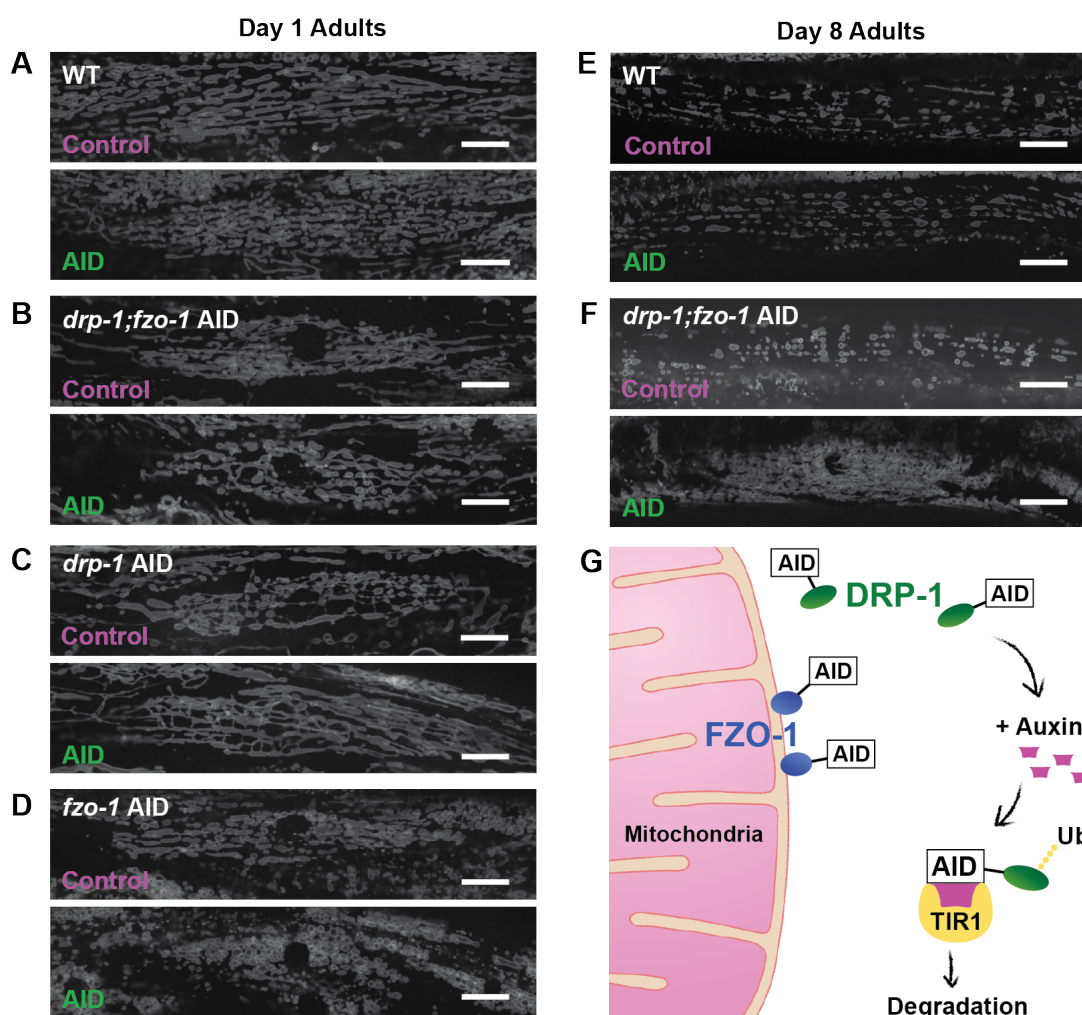 Day 1 Adults
A
WT
Control
AID
B
drp-1;fzo-1 AID
Control
AID
C
drp-1 AID
Control
AID
D
fzo-1 AID
Control
AID
Day 8 Adults
E
WT
Control
AID
F
drp-1;fzo-1 AID
Control
AID
G
AID
DRP-1
AID
AID
FZO-1
AID
+ Auxin
Mitochondria
Ub
AID
TIR1
Degradation